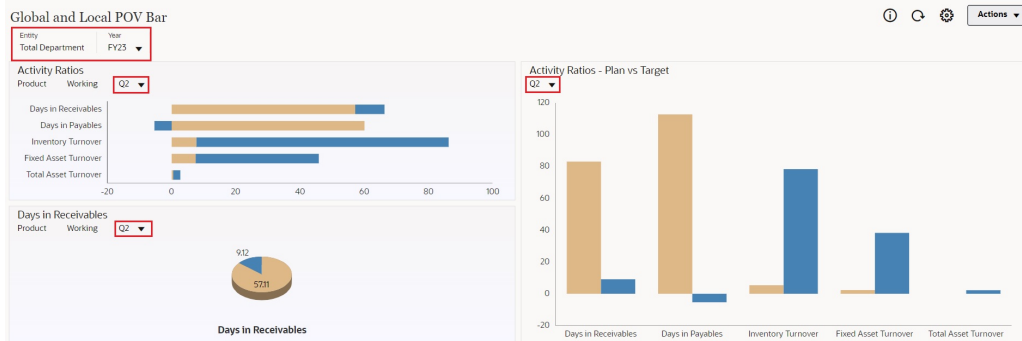 Global and Local POV Bar
Actions
Entity Year
Total Department FY23
Activity Ratios
Product Working Q2
Days in Receivables
Days in Payables
Inventory Turnover
Fixed Asset Turnover
Total Asset Turnover
-20 0 20 40 60 80 100
Days in Receivables
Product Working Q2
9.12
57.11
Days in Receivables
Activity Ratios - Plan vs Target
Q2
120
100
80
60
40
20
0
-20
Days in Receivables Days in Payables Inventory Turnover Fixed Asset Turnover Total Asset Turnover